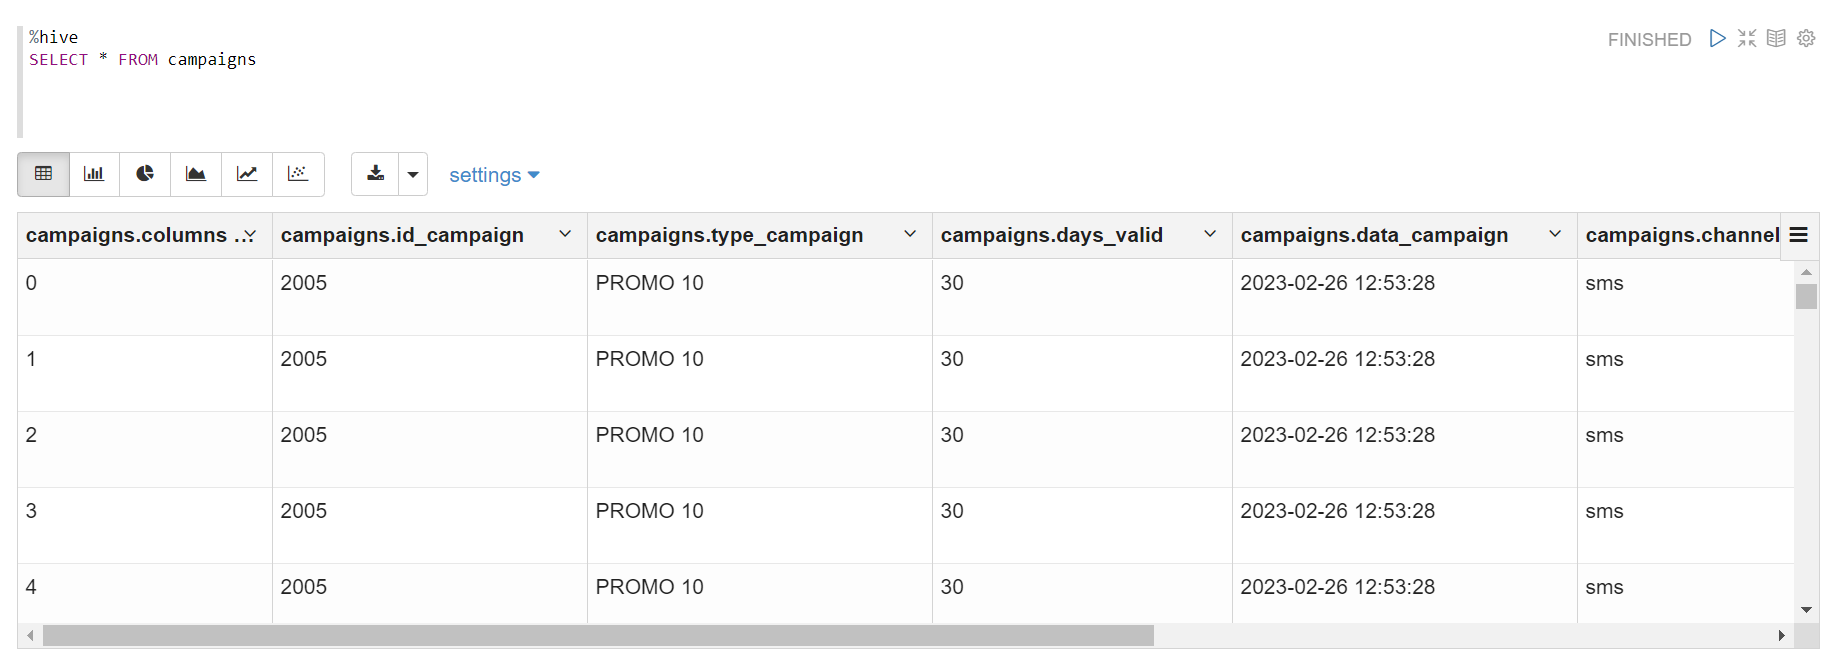 %hive
FINISHED
SELECT * FROM campaigns
settings
campaigns.columns ... campaigns.id_campaign campaigns.type_campaign campaigns.days_valid campaigns.data_campaign campaigns.channel
0 2005 PROMO 10 30 2023-02-26 12:53:28 sms
1 2005 PROMO 10 30 2023-02-26 12:53:28 sms
2 2005 PROMO 10 30 2023-02-26 12:53:28 sms
3 2005 PROMO 10 30 2023-02-26 12:53:28 sms
4 2005 PROMO 10 30 2023-02-26 12:53:28 sms